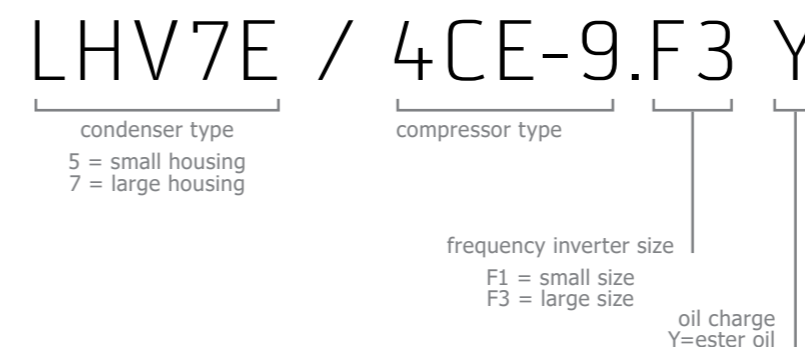 LHV7E / 4CE-9.F3 Y
condenser type
5 = small housing
7 = large housing
compressor type
frequency inverter size
F1 = small size
F3 = large size
oil charge
Y=ester oil